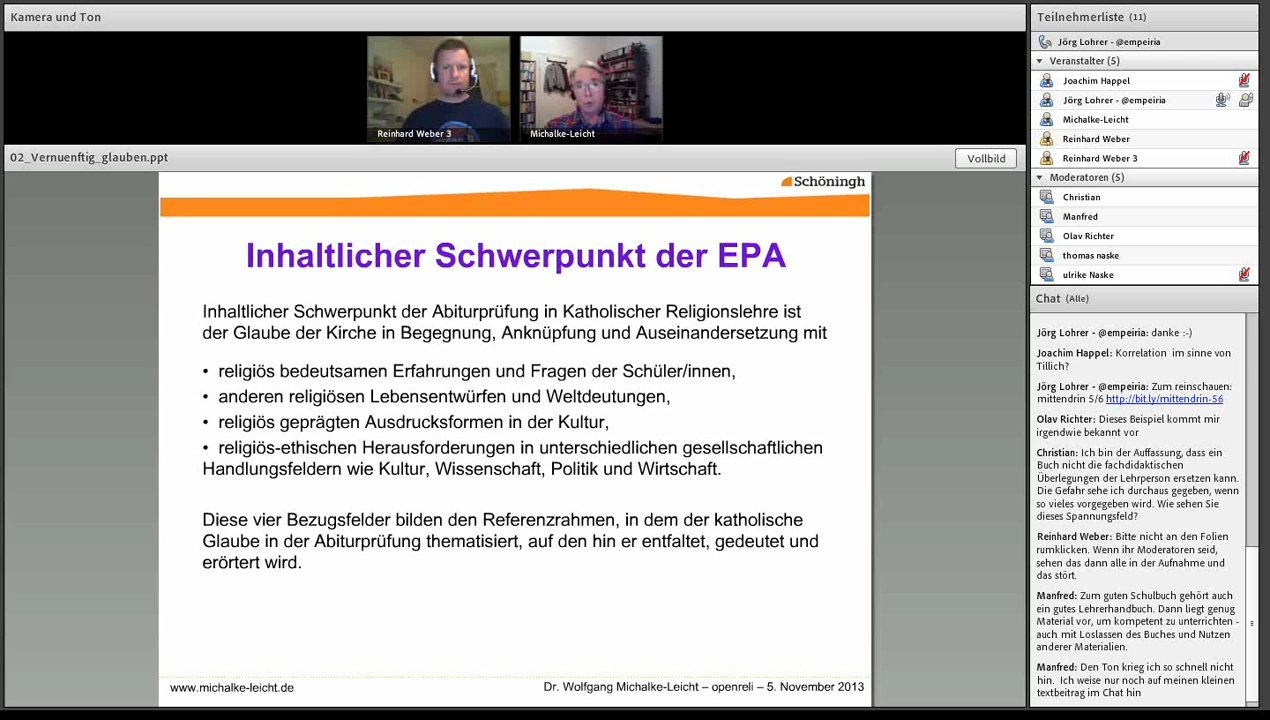 Kamera und Ton
Reinhard Weber 3
Michalke-Leicht
02_Vernuenftig_glauben.ppt
Vollbild
Schöningh
Inhaltlicher Schwerpunkt der EPA
Inhaltlicher Schwerpunkt der Abiturprüfung in Katholischer Religionslehre ist
der Glaube der Kirche in Begegnung, Anknüpfung und Auseinandersetzung mit
• religiös bedeutsamen Erfahrungen und Fragen der Schüler/innen,
• anderen religiösen Lebensentwürfen und Weltdeutungen,
• religiös geprägten Ausdrucksformen in der Kultur,
• religiös-ethischen Herausforderungen in unterschiedlichen gesellschaftlichen
Handlungsfeldern wie Kultur, Wissenschaft, Politik und Wirtschaft.
Diese vier Bezugsfelder bilden den Referenzrahmen, in dem der katholische
Glaube in der Abiturprüfung thematisiert, auf den hin er entfaltet, gedeutet und
erörtert wird.
www.michalke-leicht.de
Dr. Wolfgang Michalke-Leicht – openreli – 5. November 2013
Teilnehmerliste (11)
Jörg Lohrer - @empeiria
Veranstalter (5)
Joachim Happel
Jörg Lohrer - @empeiria
Michalke-Leicht
Reinhard Weber
Reinhard Weber 3
Moderatoren (5)
Christian
Manfred
Olav Richter
thomas naske
ulrike Naske
Chat (Alle)
Jörg Lohrer - @empeiria: danke :-)
Joachim Happel: Korrelation im sinne von
Tillich?
Jörg Lohrer - @empeiria: Zum reinschauen:
mittendrin 5/6 http://bit.ly/mittendrin-56
Olav Richter: Dieses Beispiel kommt mir
irgendwie bekannt vor
Christian: Ich bin der Auffassung, dass ein
Buch nicht die fachdidaktischen
Überlegungen der Lehrperson ersetzen kann.
Die Gefahr sehe ich durchaus gegeben, wenn
so vieles vorgegeben wird. Wie sehen Sie
dieses Spannungsfeld?
Reinhard Weber: Bitte nicht an den Folien
rumklicken. Wenn ihr Moderatoren seid,
sehen das dann alle in der Aufnahme und
das stört.
Manfred: Zum guten Schulbuch gehört auch
ein gutes Lehrerhandbuch. Dann liegt genug
Material vor, um kompetent zu unterrichten -
auch mit Loslassen des Buches und Nutzen
anderer Materialien.
Manfred: Den Ton krieg ich so schnell nicht
hin. Ich weise nur noch auf meinen kleinen
textbeitrag im Chat hin